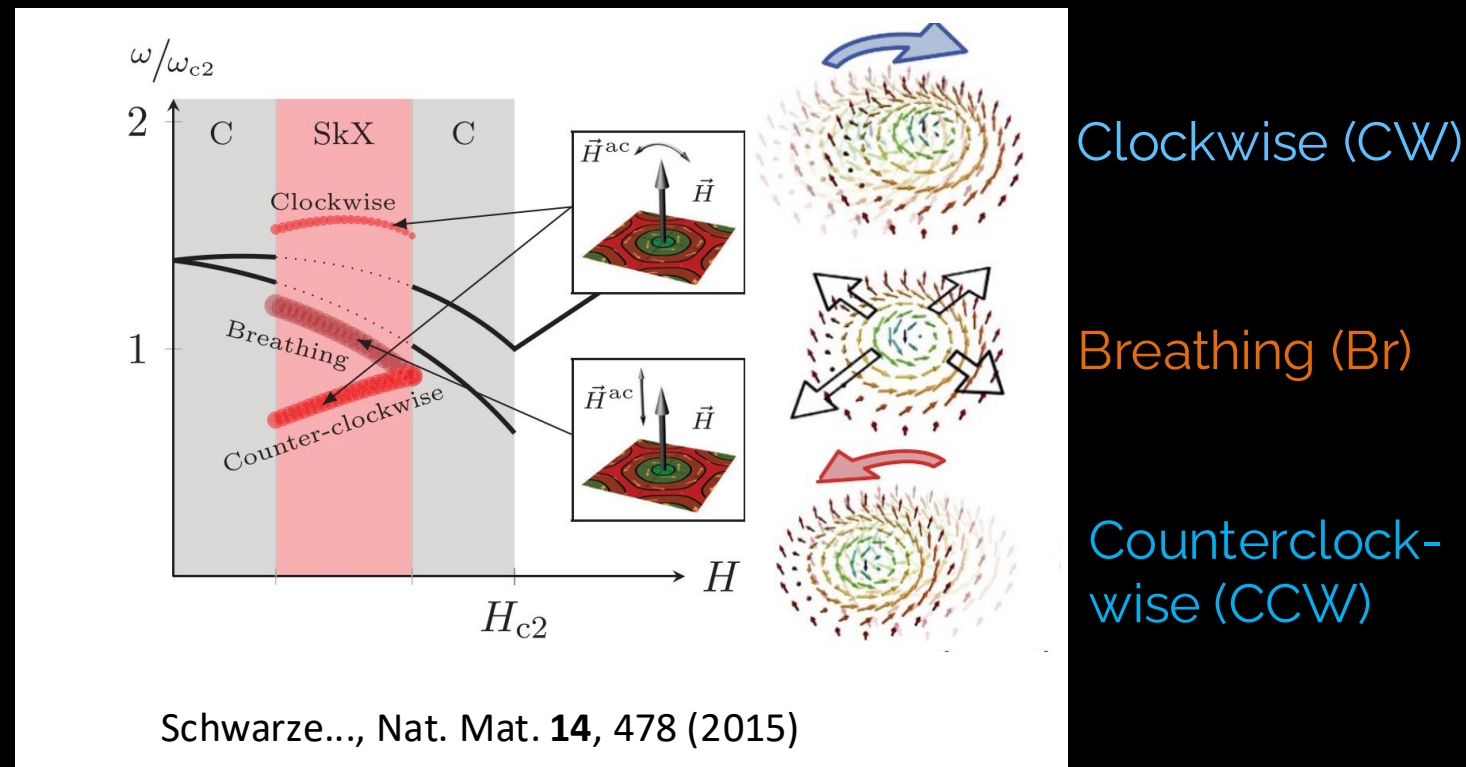 ω/ωc2
2
C
SkX
C
Clockwise
1
Breathing
Counter-clockwise
H
Hc2
H⃗ac
H⃗
H⃗ac
H⃗
Clockwise (CW)
Breathing (Br)
Counterclock-
wise (CCW)
Schwarze..., Nat. Mat. 14, 478 (2015)